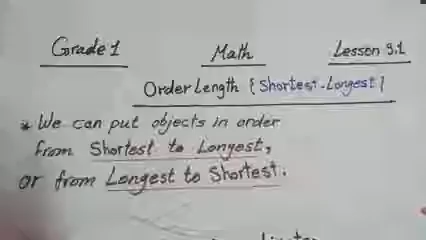 Grade 1 Math Lesson 9.1
Order Length { Shortest - Longest }
* We can put objects in order
from Shortest to Longest,
or from Longest to Shortest.